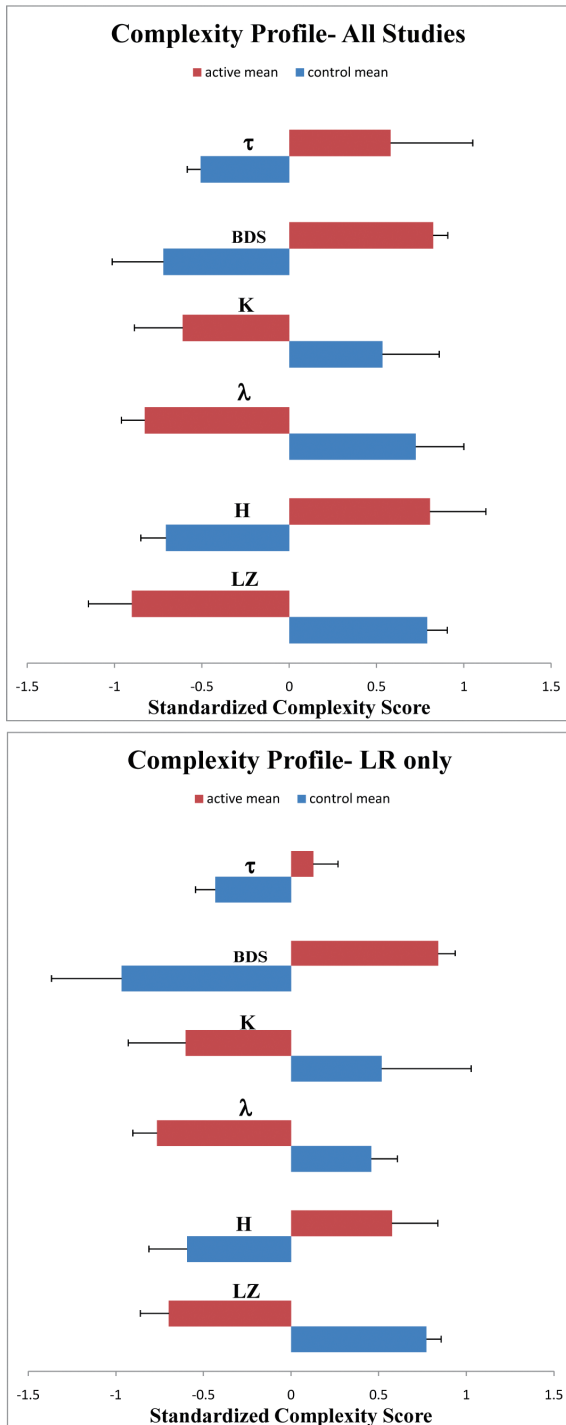 Complexity Profile- All Studies
active mean control mean
τ
BDS
K
λ
H
LZ
-1.5 -1 -0.5 0 0.5 1 1.5
Standardized Complexity Score
Complexity Profile- LR only
active mean control mean
τ
BDS
K
λ
H
LZ
-1.5 -1 -0.5 0 0.5 1 1.5
Standardized Complexity Score